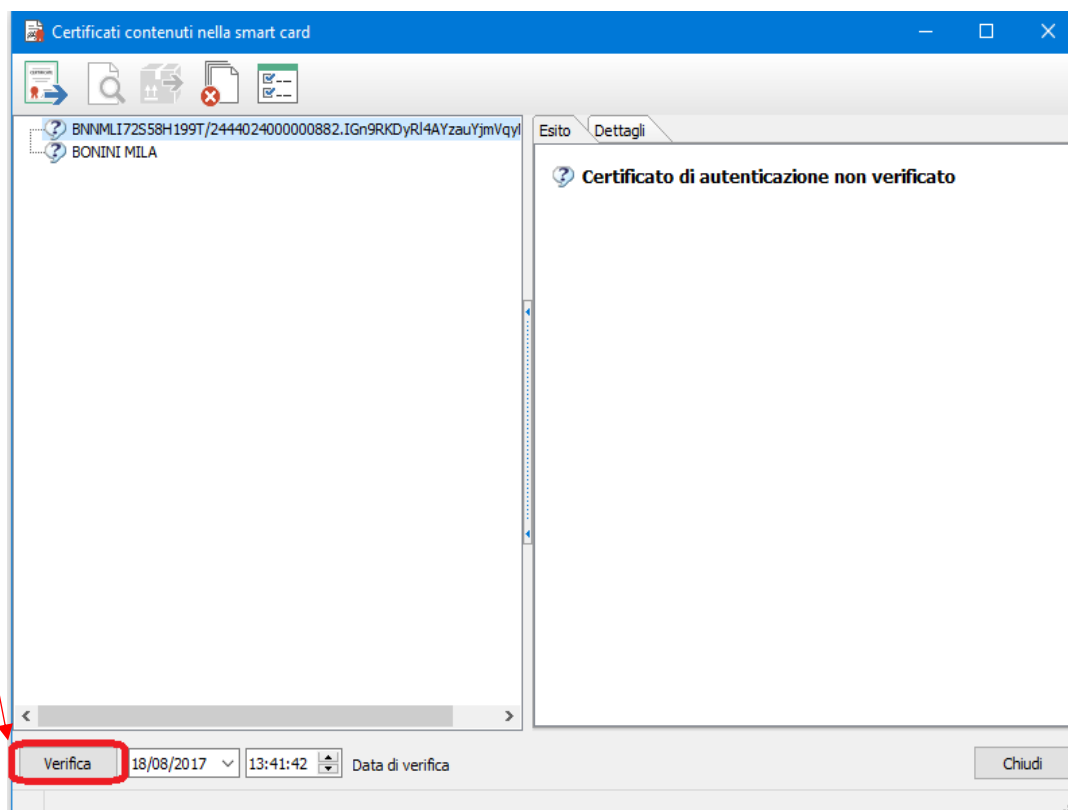 Certificati contenuti nella smart card
BNNMLI72S58H199T/2444024000000882.IGn9RKDyRl4AYzauYjmVqyl
BONINI MILA
Esito Dettagli
Certificato di autenticazione non verificato
Verifica 18/08/2017 13:41:42 Data di verifica Chiudi